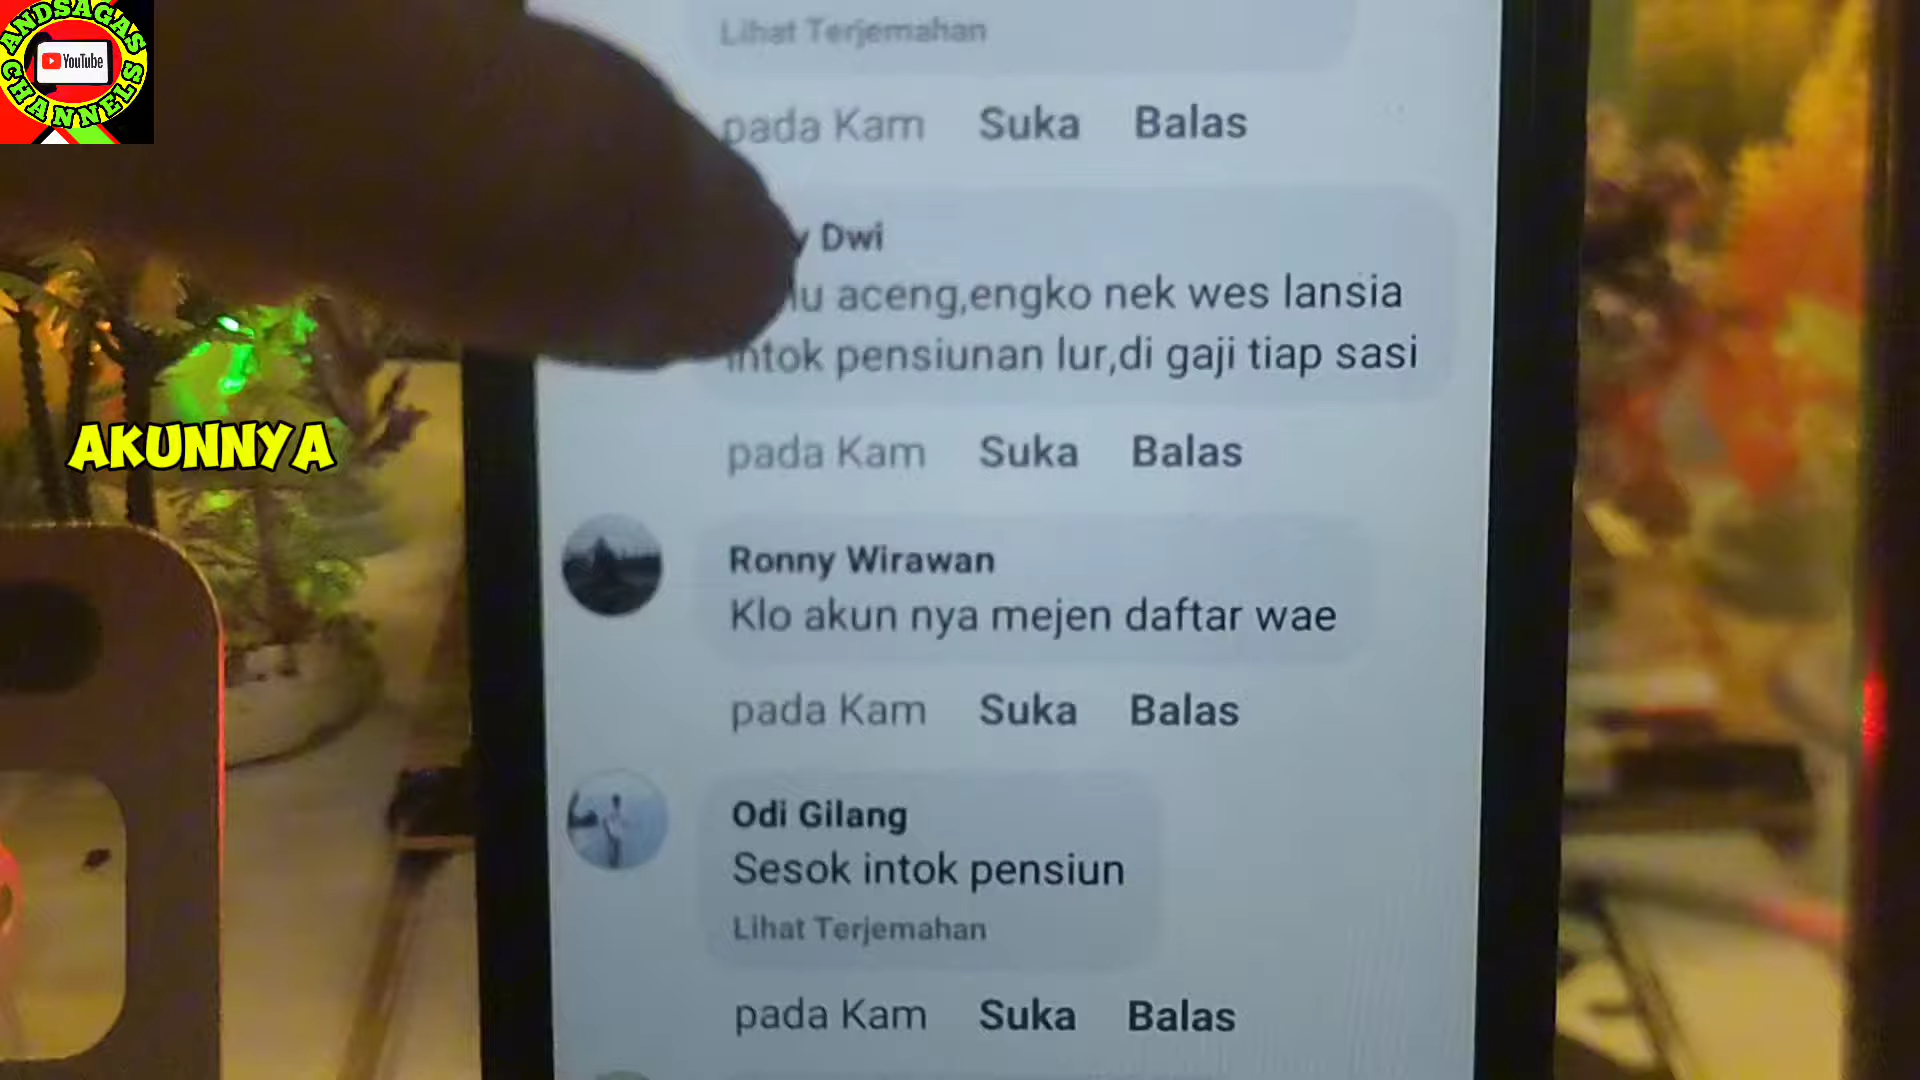 ANDSAGAS
YouTube
CHANNELS
Lihat Terjemahan
pada Kam Suka Balas
Dwi
aceng,engko nek wes lansia
intok pensiunan lur,di gaji tiap sasi
pada Kam Suka Balas
AKUNNYA
Ronny Wirawan
Klo akun nya mejen daftar wae
pada Kam Suka Balas
Odi Gilang
Sesok intok pensiun
Lihat Terjemahan
pada Kam Suka Balas